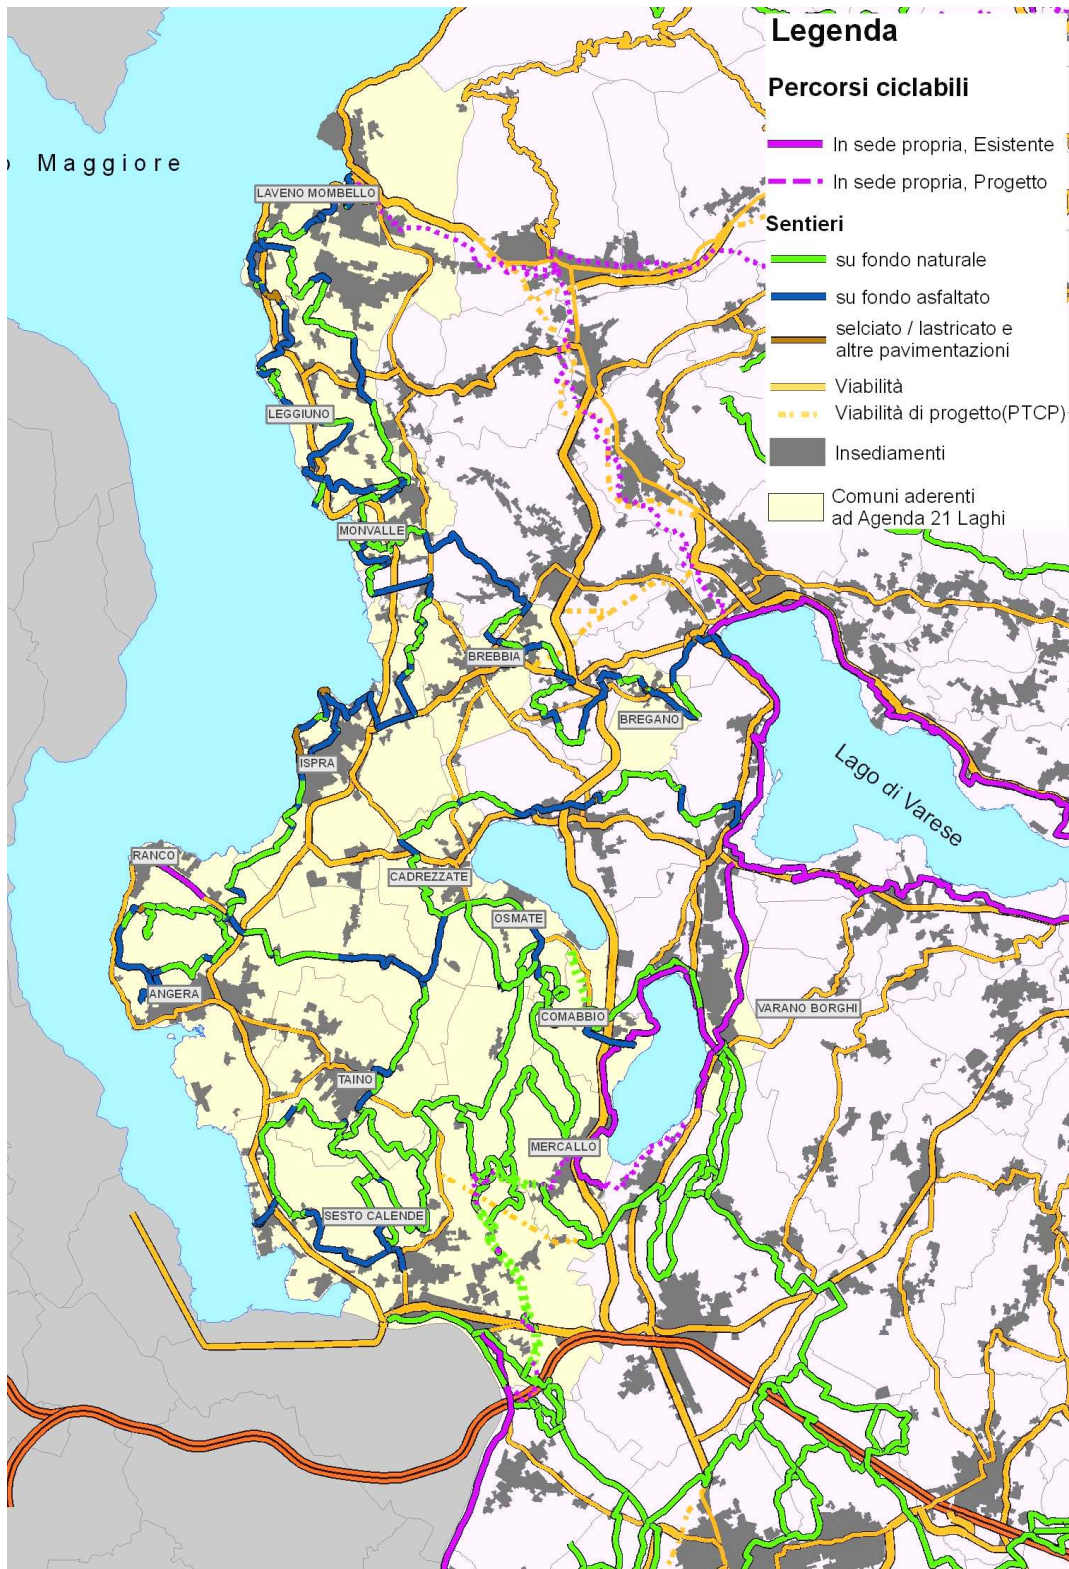 Legenda
Percorsi ciclabili
In sede propria, Esistente
In sede propria, Progetto
Sentieri
su fondo naturale
su fondo asfaltato
selciato / lastricato e
altre pavimentazioni
Viabilità
Viabilità di progetto(PTCP)
Insediamenti
Comuni aderenti
ad Agenda 21 Laghi
Maggiore
LAVENO MOMBELLO
LEGGIUNO
MONVALLE
BREBBIA
BREGANO
ISPRA
Lago di Varese
RANCO
CADREZZATE
OSMATE
ANGERA
COMABBIO
VARANO BORGHI
TAINO
MERCALLO
SESTO CALENDE